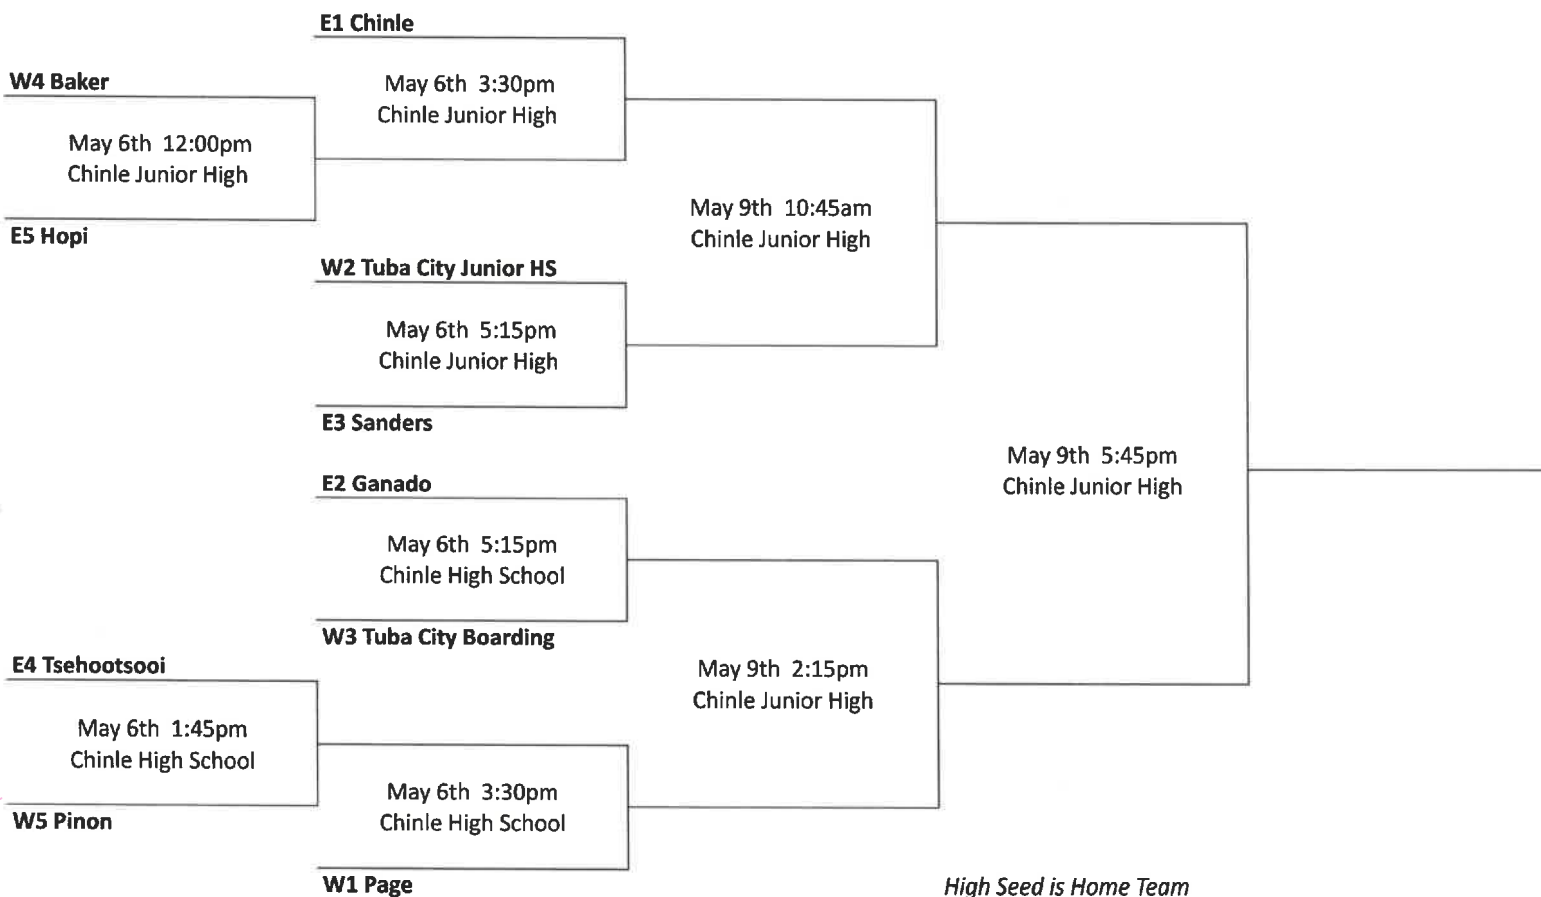 E1 Chinle
W4 Baker
May 6th 3:30pm
Chinle Junior High
May 6th 12:00pm
Chinle Junior High
E5 Hopi
May 9th 10:45am
Chinle Junior High
W2 Tuba City Junior HS
May 6th 5:15pm
Chinle Junior High
E3 Sanders
May 9th 5:45pm
Chinle Junior High
E2 Ganado
May 6th 5:15pm
Chinle High School
W3 Tuba City Boarding
E4 Tsehootsooi
May 9th 2:15pm
Chinle Junior High
May 6th 1:45pm
Chinle High School
W5 Pinon
May 6th 3:30pm
Chinle High School
W1 Page
High Seed is Home Team